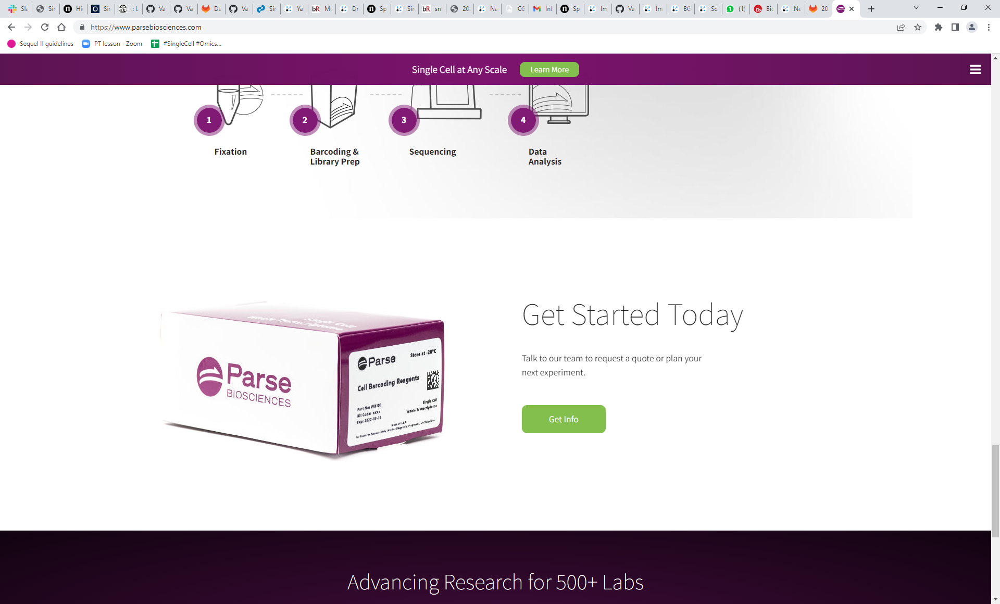 Sla
Sir
Hi
Sir
.: L
Va
Va
De
Va
Sir
Yal
Mu
Dr
Sp
Sir
snl
20
Na
CC
Inl
Sp
Im
Va
Im
BG
Sc
(1)
Bio
Ne
20
https://www.parsebiosciences.com
Sequel II guidelines
PT lesson - Zoom
#SingleCell #Omics...
Single Cell at Any Scale
Learn More
1
2
3
4
Fixation
Barcoding &
Library Prep
Sequencing
Data
Analysis
Single Cell
Whole Transcriptome
Parse
BIOSCIENCES
Parse
Store at -20°C
Cell Barcoding Reagents
Part No: WB100
Kit Code: xxxx
Exp: 2022-03-31
Single Cell
Whole Transcriptome
Made in U.S.A.
For Research Purposes Only. Not For Diagnostic, Prognostic, or Clinical Use.
Get Started Today
Talk to our team to request a quote or plan your
next experiment.
Get Info
Advancing Research for 500+ Labs